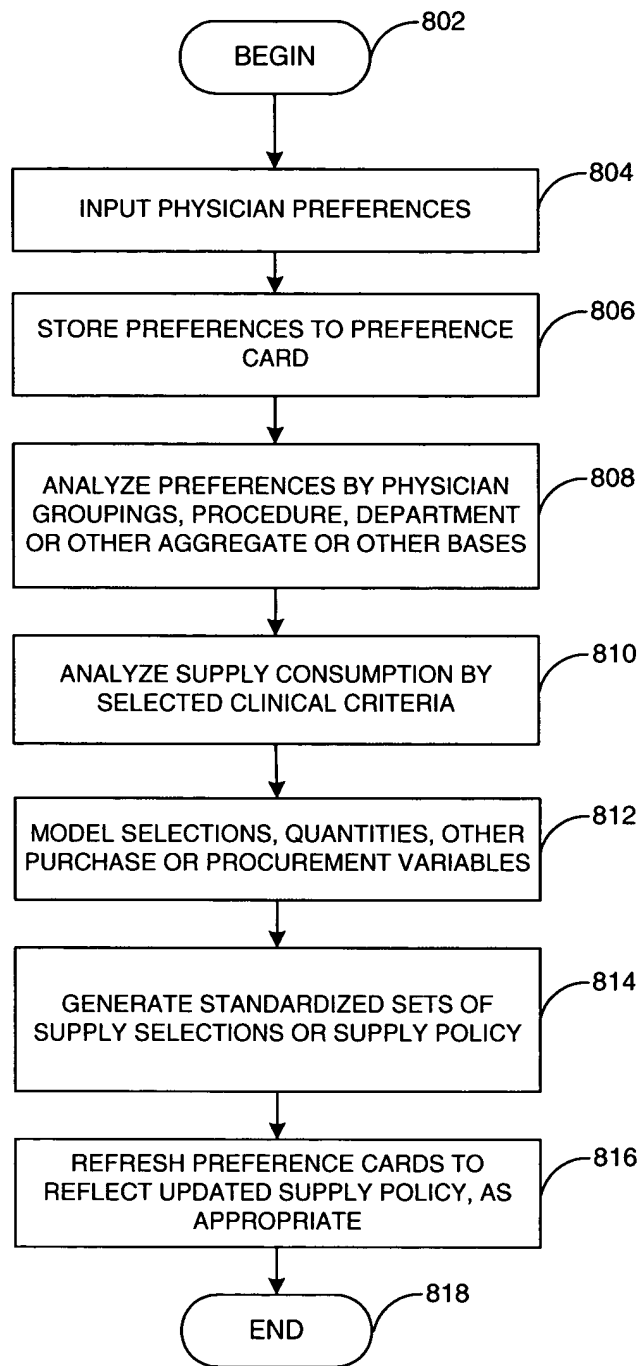 BEGIN
802
INPUT PHYSICIAN PREFERENCES
804
STORE PREFERENCES TO PREFERENCE
CARD
806
ANALYZE PREFERENCES BY PHYSICIAN
GROUPINGS, PROCEDURE, DEPARTMENT
OR OTHER AGGREGATE OR OTHER BASES
808
ANALYZE SUPPLY CONSUMPTION BY
SELECTED CLINICAL CRITERIA
810
MODEL SELECTIONS, QUANTITIES, OTHER
PURCHASE OR PROCUREMENT VARIABLES
812
GENERATE STANDARDIZED SETS OF
SUPPLY SELECTIONS OR SUPPLY POLICY
814
REFRESH PREFERENCE CARDS TO
REFLECT UPDATED SUPPLY POLICY, AS
APPROPRIATE
816
END
818